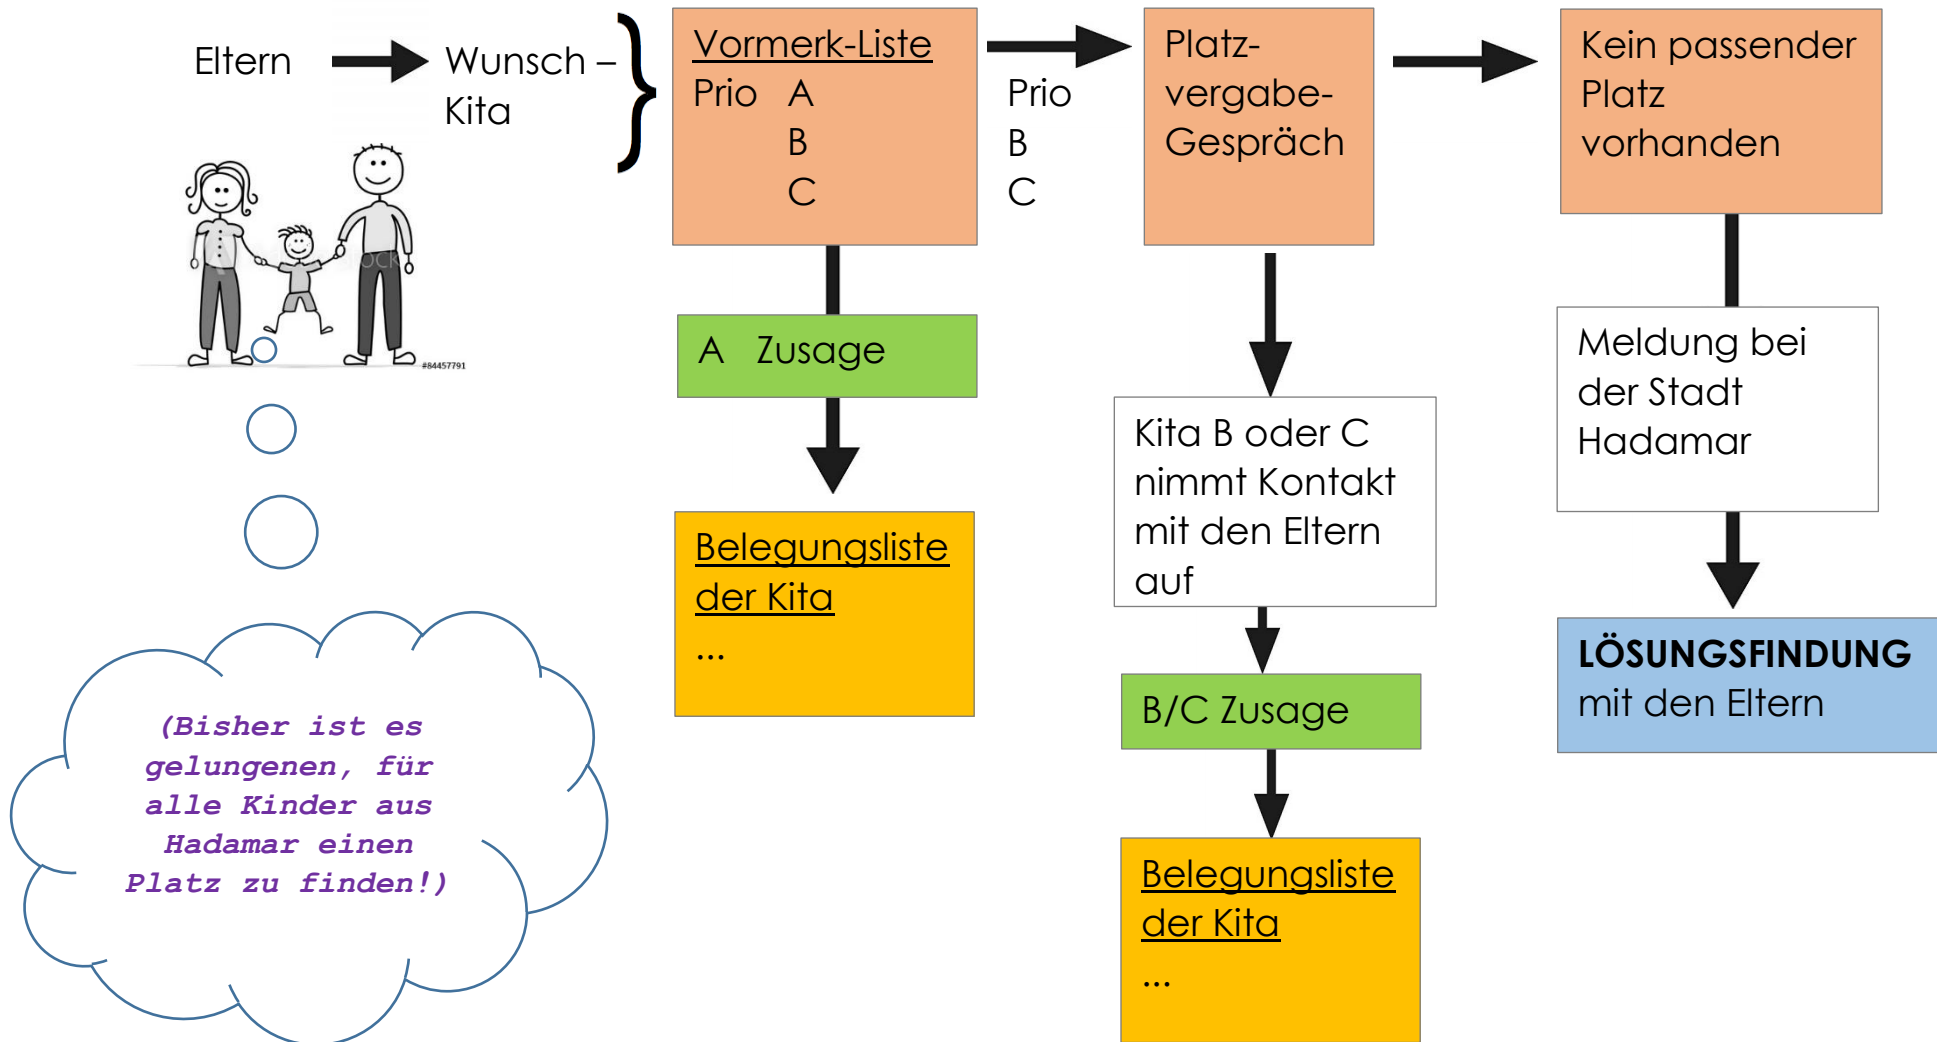 Eltern
Wunsch –
Kita
Vormerk-Liste
Prio A
B
C
Prio
B
C
Platz-
vergabe-
Gespräch
Kein passender
Platz
vorhanden
A Zusage
Belegungsliste
der Kita
...
Kita B oder C
nimmt Kontakt
mit den Eltern
auf
B/C Zusage
Belegungsliste
der Kita
...
Meldung bei
der Stadt
Hadamar
LÖSUNGSFINDUNG
mit den Eltern
#84457791
(Bisher ist es
gelungenen, für
alle Kinder aus
Hadamar einen
Platz zu finden!)